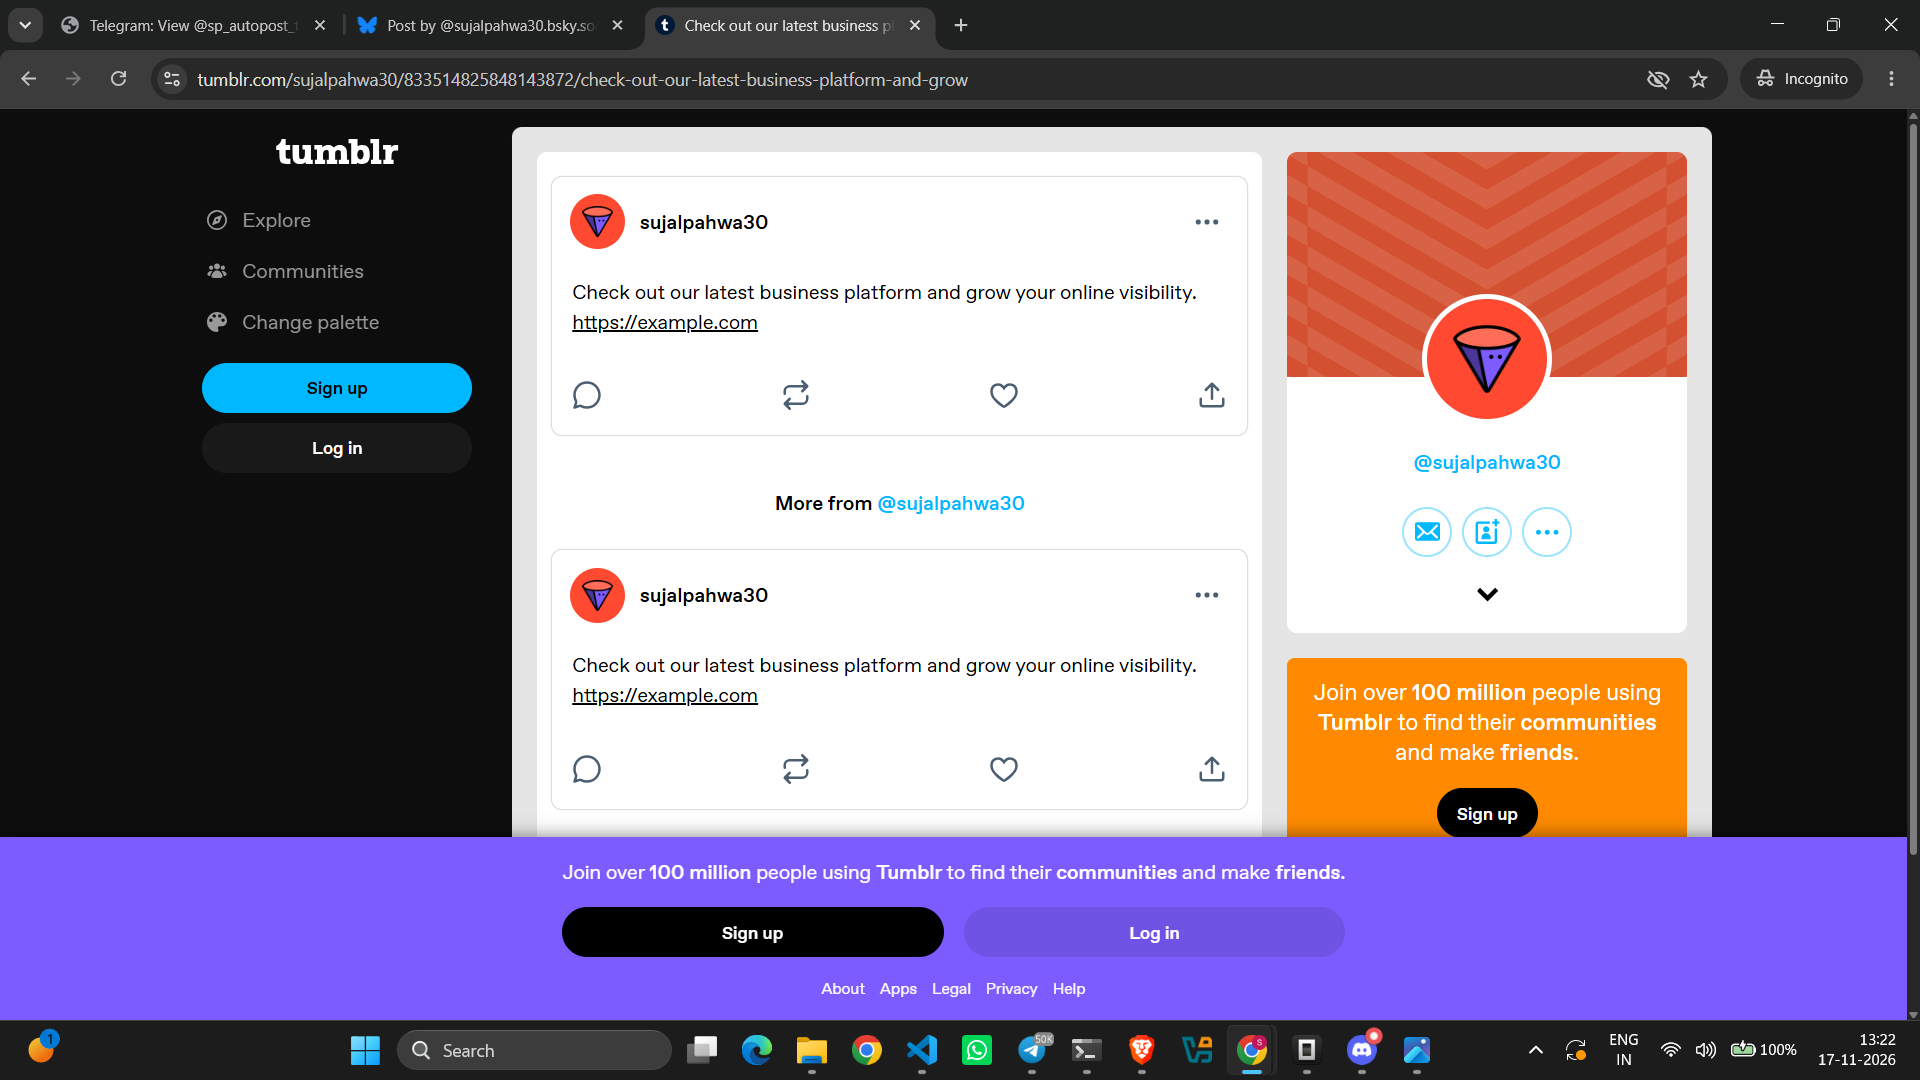 Telegram: View @sp_autopost_
Post by @sujalpahwa30.bsky.so
Check out our latest business p
tumblr.com/sujalpahwa30/833514825848143872/check-out-our-latest-business-platform-and-grow
Incognito
tumblr
Explore
Communities
Change palette
Sign up
Log in
sujalpahwa30
Check out our latest business platform and grow your online visibility.
https://example.com
More from @sujalpahwa30
sujalpahwa30
Check out our latest business platform and grow your online visibility.
https://example.com
@sujalpahwa30
Join over 100 million people using
Tumblr to find their communities
and make friends.
Sign up
Join over 100 million people using Tumblr to find their communities and make friends.
Sign up
Log in
About Apps Legal Privacy Help
1
Search
50K
S
ENG
IN
100%
13:22
17-11-2026